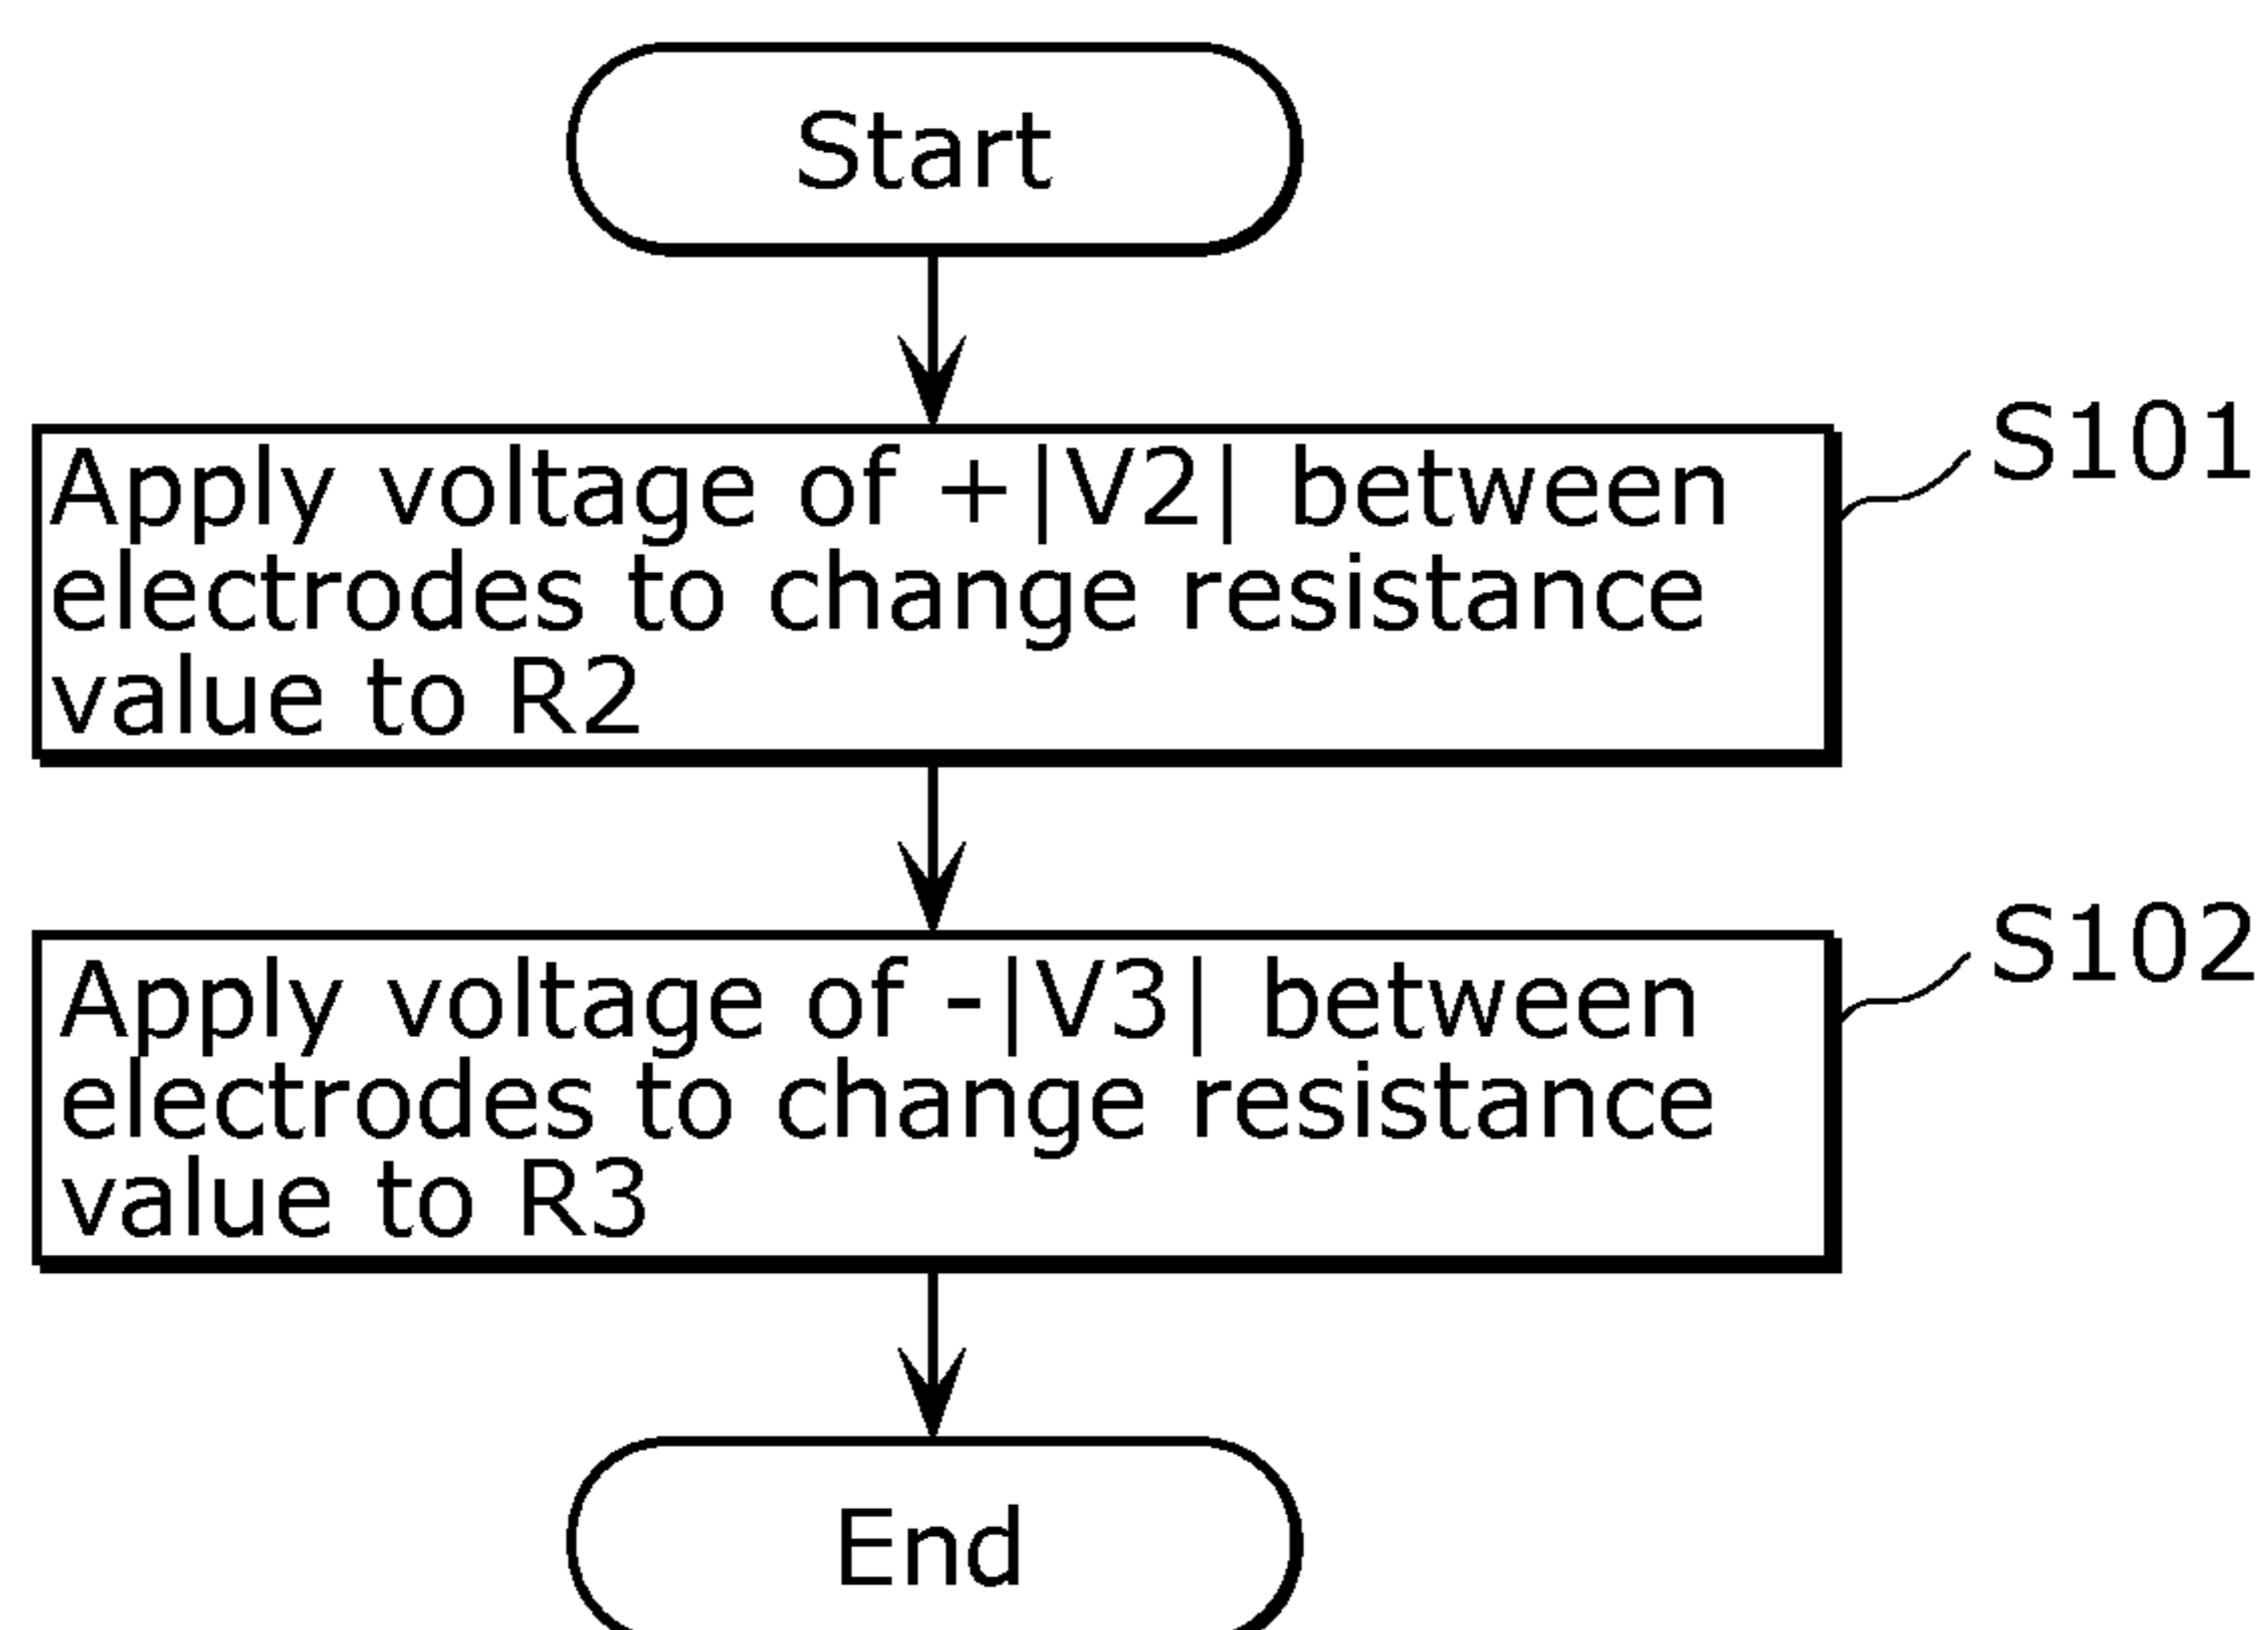 Start
S101
Apply voltage of +|V2| between
electrodes to change resistance
value to R2
S102
Apply voltage of -|V3| between
electrodes to change resistance
value to R3
End